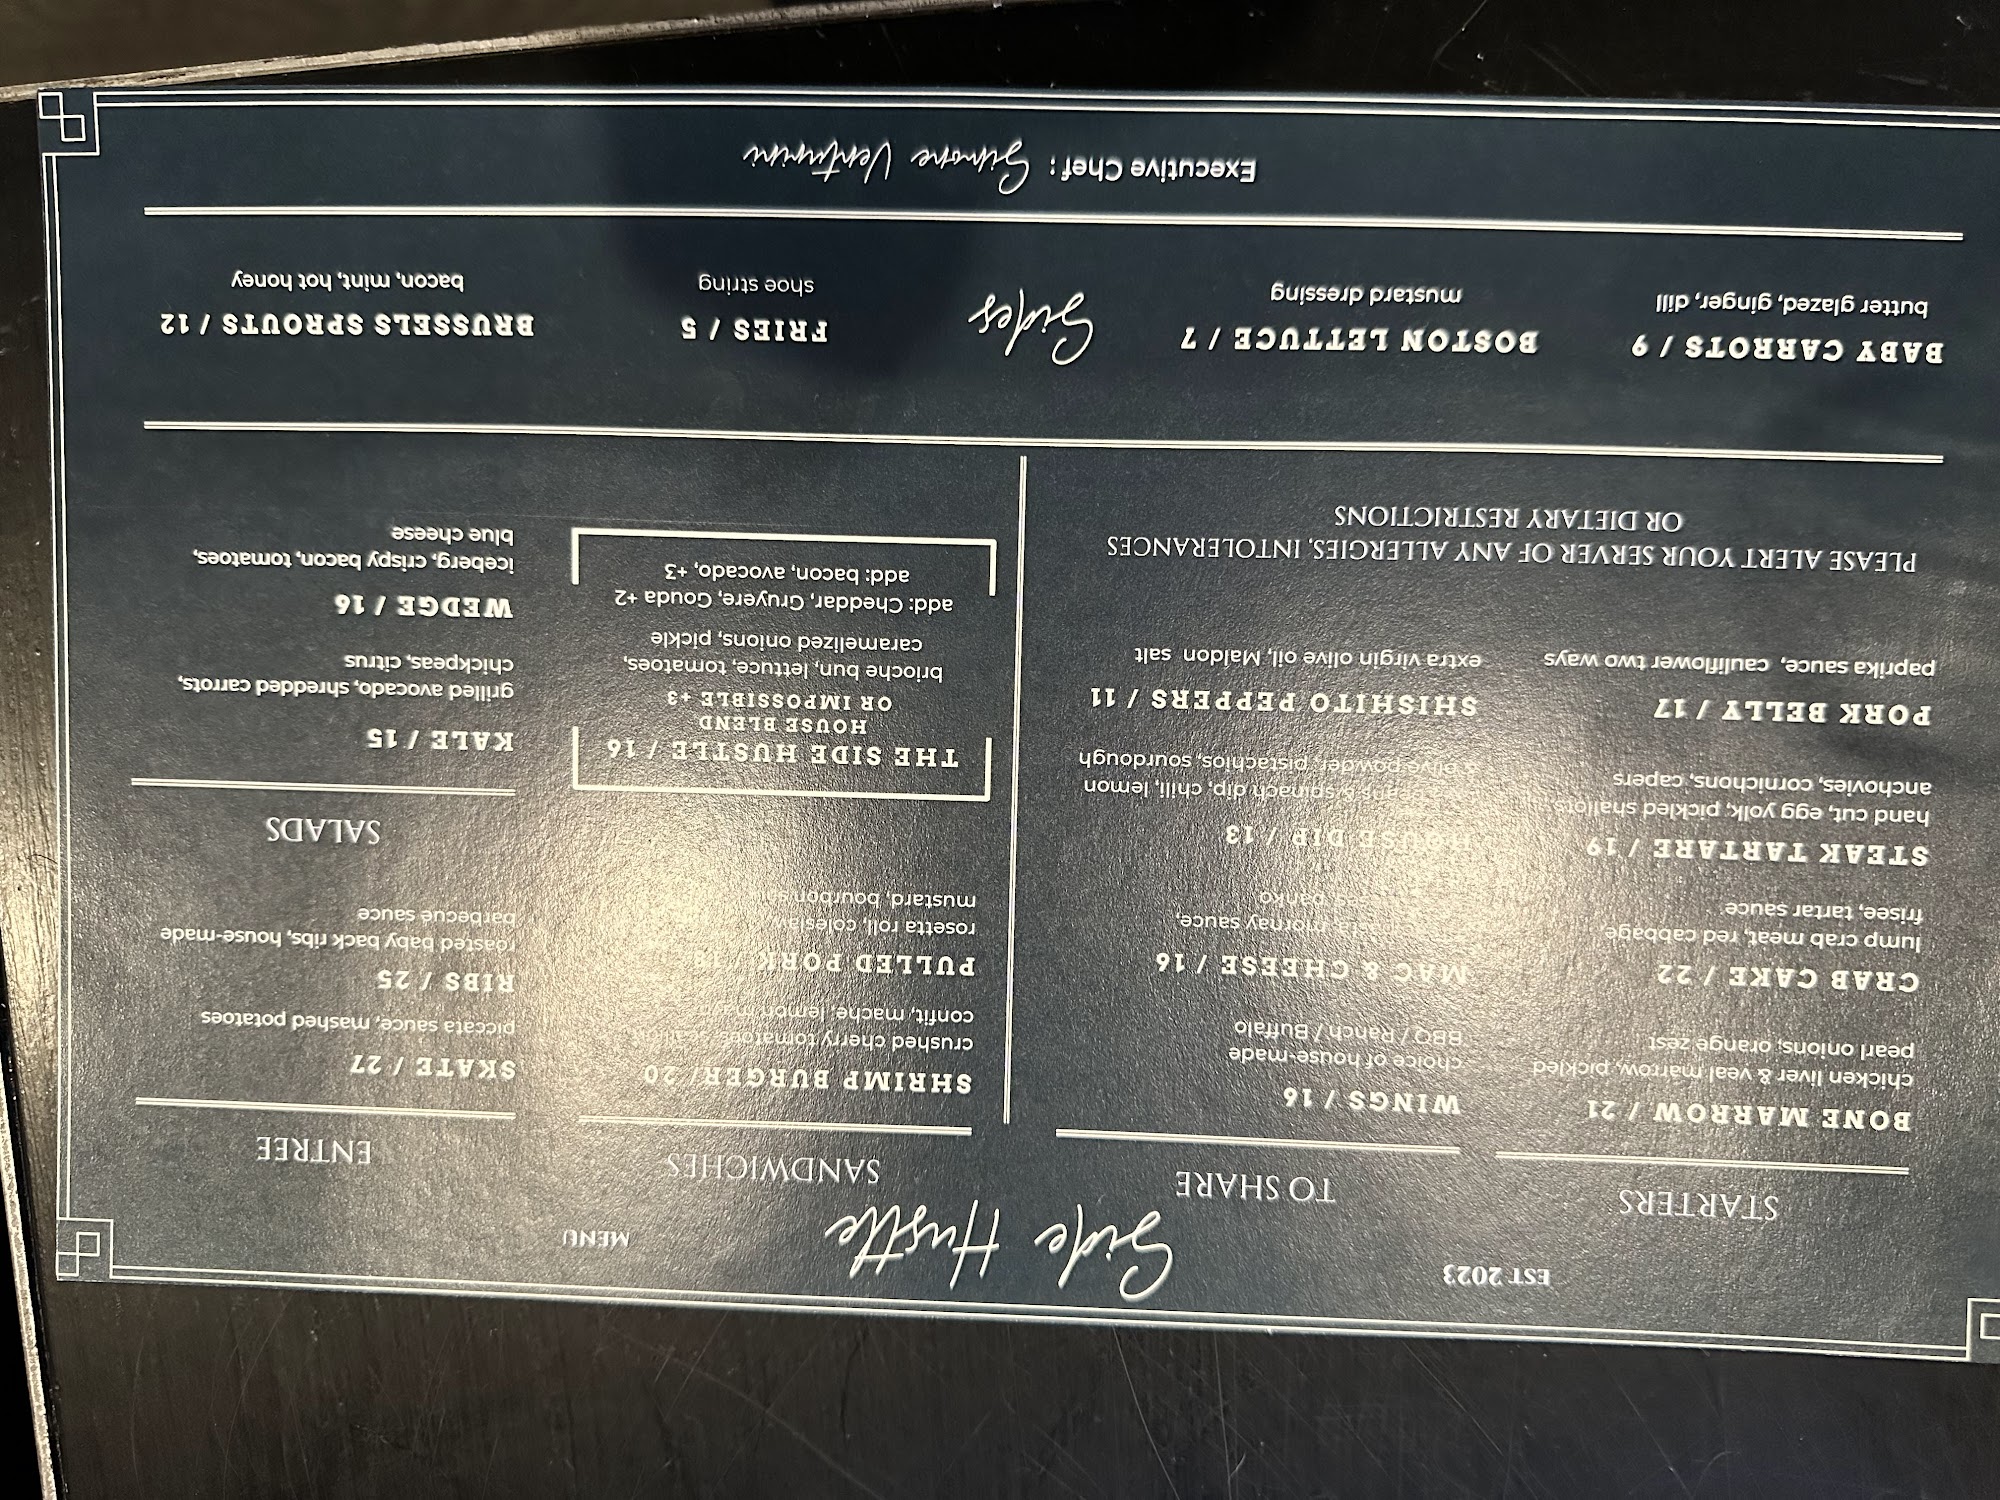 EST 2023
Side Hustle
MENU
STARTERS
BONE MARROW / 21
chicken liver & veal marrow, pickled
pearl onions, orange zest
CRAB CAKE / 22
lump crab meat, red cabbage
frisee, tartar sauce
STEAK TARTARE / 19
hand cut, egg yolk, pickled shallots
anchovies, cornichons, capers
PORK BELLY / 17
paprika sauce, cauliflower two ways
TO SHARE
WINGS / 16
choice of house-made
BBQ / Ranch / Buffalo
MAC & CHEESE / 16
mornay sauce,
panko
HOUSE DIP / 13
& spinach dip, chili, lemon
& olive powder, pistachios, sourdough
SHISHITO PEPPERS / 11
extra virgin olive oil, Maldon salt
PLEASE ALERT YOUR SERVER OF ANY ALLERGIES, INTOLERANCES
OR DIETARY RESTRICTIONS
SANDWICHES
SHRIMP BURGER/ 20
crushed cherry tomatoes
confit, mache, lemon
PULLED PORK /
rosetta roll, coleslaw
mustard, bourbon
THE SIDE HUSTLE / 16
HOUSE BLEND
OR IMPOSSIBLE +3
brioche bun, lettuce, tomatoes,
caramelized onions, pickle
add: Cheddar, Gruyere, Gouda +2
add: bacon, avocado, +3
ENTREE
SKATE / 27
piccata sauce, mashed potatoes
RIBS / 25
roasted baby back ribs, house-made
barbecue sauce
SALADS
KALE / 15
grilled avocado, shredded carrots,
chickpeas, citrus
WEDGE / 16
iceberg, crispy bacon, tomatoes,
blue cheese
BABY CARROTS / 9
butter glazed, ginger, dill
BOSTON LETTUCE / 7
mustard dressing
Sides
FRIES / 5
shoe string
BRUSSELS SPROUTS / 12
bacon, mint, hot honey
Executive Chef: Simone Venturini